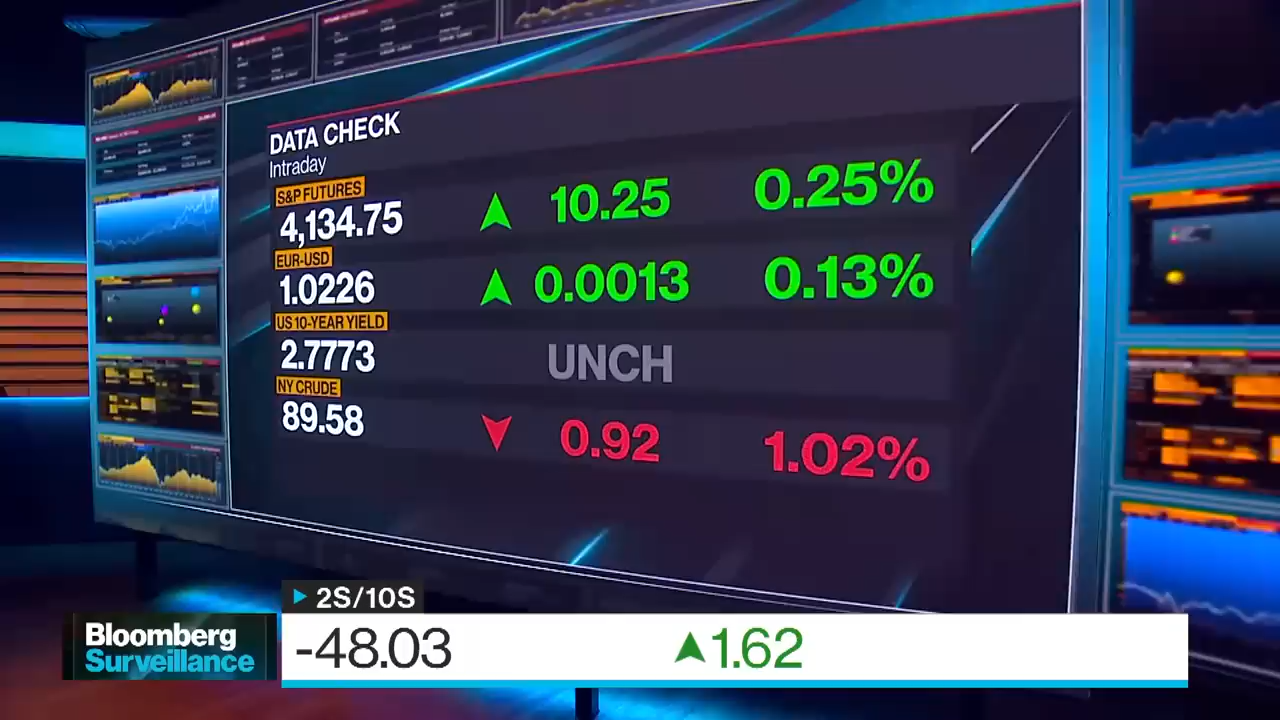 DATA CHECK
Intraday
S&P FUTURES
4,134.75 ▲ 10.25 0.25%
EUR-USD
1.0226 ▲ 0.0013 0.13%
US 10-YEAR YIELD
2.7773 UNCH
NY CRUDE
89.58 ▼ 0.92 1.02%
2S/10S
-48.03 ▲1.62
Bloomberg
Surveillance